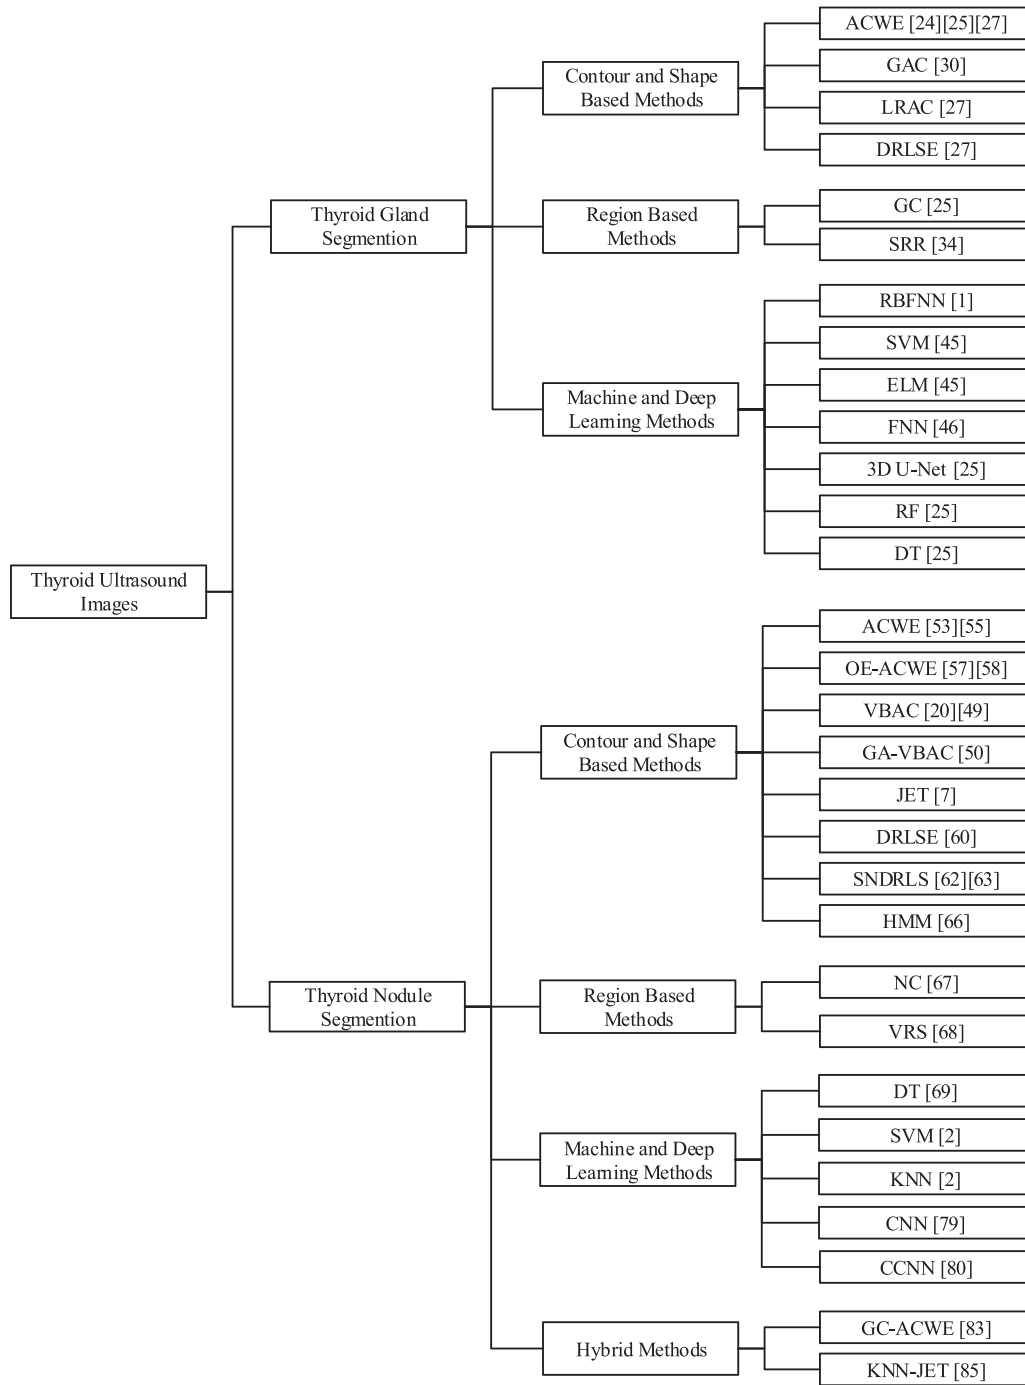 Thyroid Ultrasound
Images
Thyroid Gland
Segmention
Contour and Shape
Based Methods
ACWE [24][25][27]
GAC [30]
LRAC [27]
DRLSE [27]
Region Based
Methods
GC [25]
SRR [34]
Machine and Deep
Learning Methods
RBFNN [1]
SVM [45]
ELM [45]
FNN [46]
3D U-Net [25]
RF [25]
DT [25]
Thyroid Nodule
Segmention
Contour and Shape
Based Methods
ACWE [53][55]
OE-ACWE [57][58]
VBAC [20][49]
GA-VBAC [50]
JET [7]
DRLSE [60]
SNDRLS [62][63]
HMM [66]
Region Based
Methods
NC [67]
VRS [68]
Machine and Deep
Learning Methods
DT [69]
SVM [2]
KNN [2]
CNN [79]
CCNN [80]
Hybrid Methods
GC-ACWE [83]
KNN-JET [85]